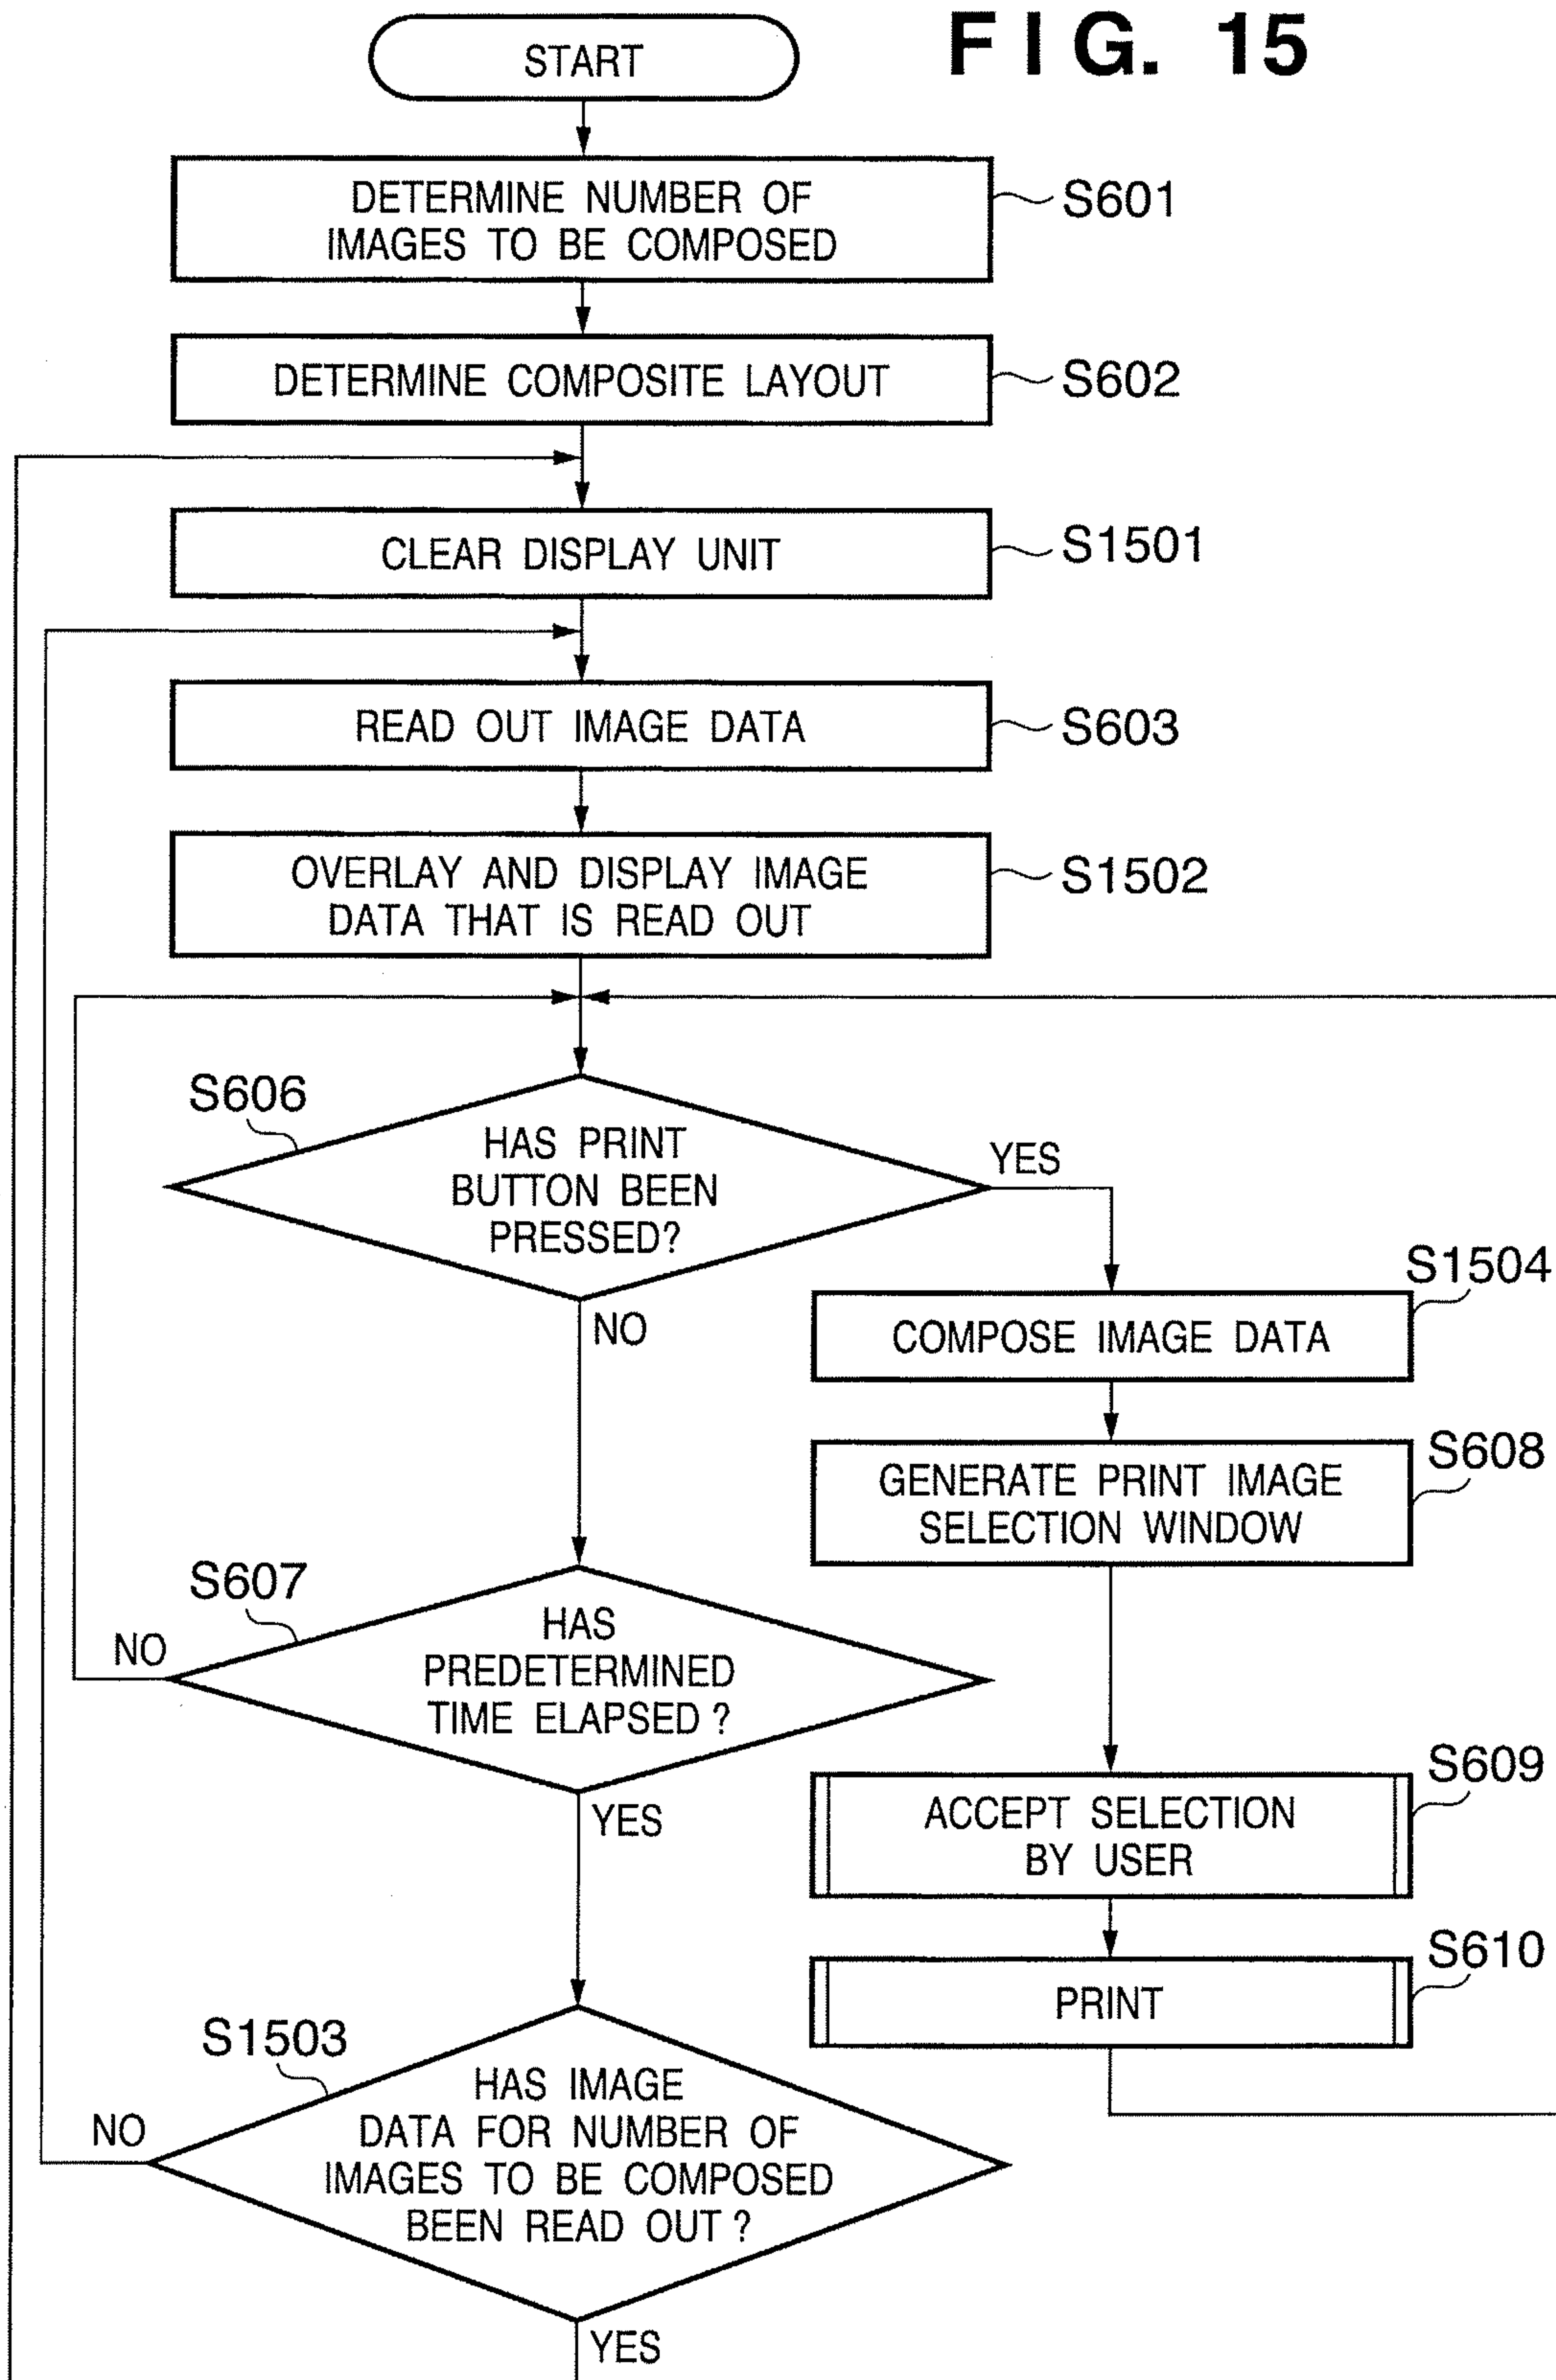 FIG. 15
START
DETERMINE NUMBER OF
IMAGES TO BE COMPOSED
S601
DETERMINE COMPOSITE LAYOUT
S602
CLEAR DISPLAY UNIT
S1501
READ OUT IMAGE DATA
S603
OVERLAY AND DISPLAY IMAGE
DATA THAT IS READ OUT
S1502
S606
HAS PRINT
BUTTON BEEN
PRESSED?
YES
NO
S1504
COMPOSE IMAGE DATA
S608
GENERATE PRINT IMAGE
SELECTION WINDOW
S607
HAS
PREDETERMINED
TIME ELAPSED ?
NO
YES
S609
ACCEPT SELECTION
BY USER
S610
PRINT
S1503
HAS IMAGE
DATA FOR NUMBER OF
IMAGES TO BE COMPOSED
BEEN READ OUT ?
NO
YES